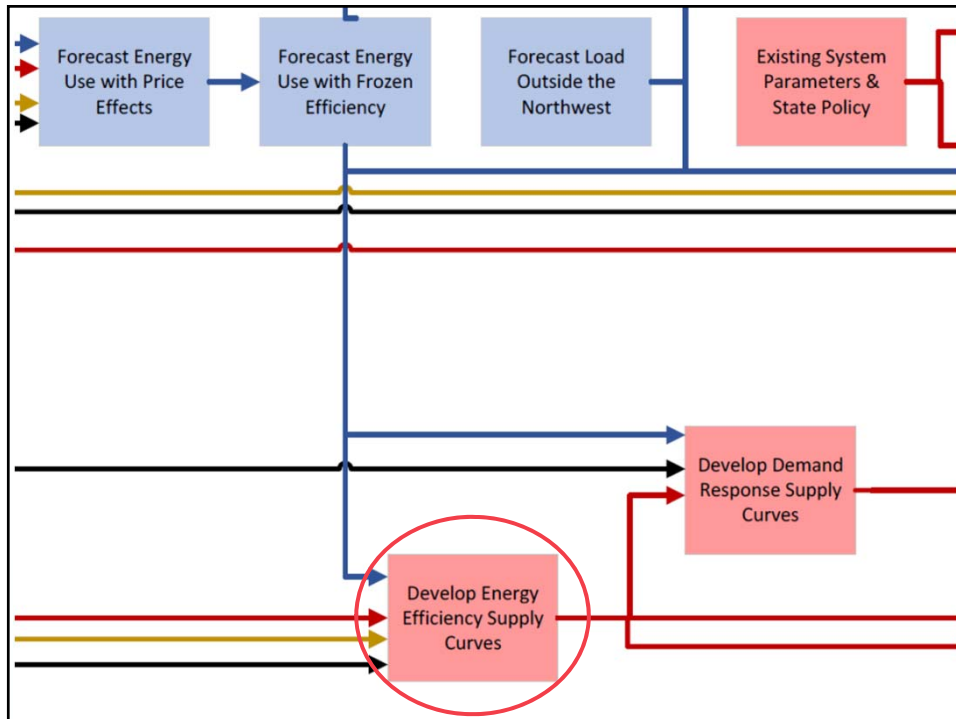 Forecast Energy
Use with Price
Effects
Forecast Energy
Use with Frozen
Efficiency
Forecast Load
Outside the
Northwest
Existing System
Parameters &
State Policy
Develop Demand
Response Supply
Curves
Develop Energy
Efficiency Supply
Curves